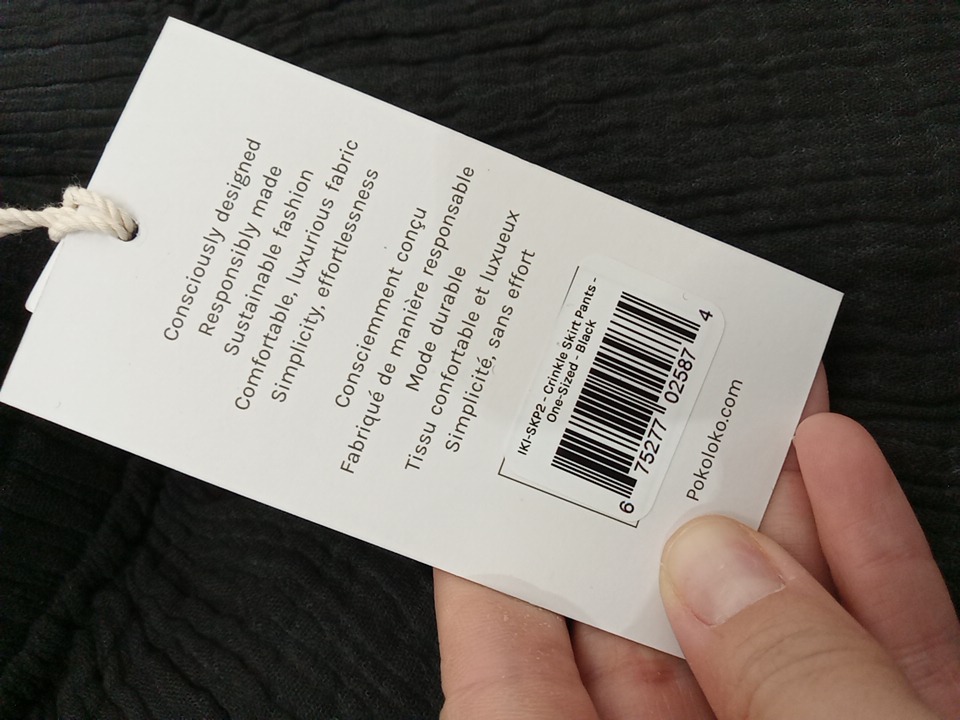 Consciously designed
Responsibly made
Sustainable fashion
Comfortable, luxurious fabric
Simplicity, effortlessness
Consciemment conçu
Fabriqué de manière responsable
Mode durable
Tissu confortable et luxueux
Simplicité, sans effort
IKI-SKP2 - Crinkle Skirt Pants -
One-Sized - Black
6 75277 02587 4
Pokoloko.com